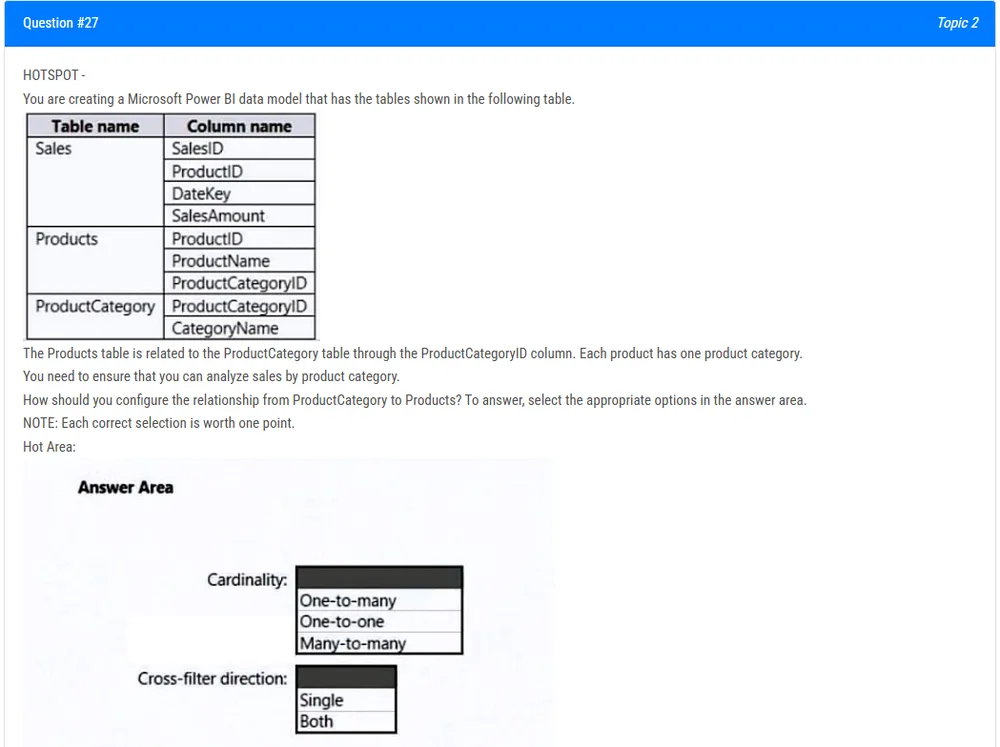 Question #27 Topic 2
HOTSPOT -
You are creating a Microsoft Power BI data model that has the tables shown in the following table.
Table name Column name
Sales SalesID
ProductID
DateKey
SalesAmount
Products ProductID
ProductName
ProductCategoryID
ProductCategory ProductCategoryID
CategoryName
The Products table is related to the ProductCategory table through the ProductCategoryID column. Each product has one product category.
You need to ensure that you can analyze sales by product category.
How should you configure the relationship from ProductCategory to Products? To answer, select the appropriate options in the answer area.
NOTE: Each correct selection is worth one point.
Hot Area:
Answer Area
Cardinality:
One-to-many
One-to-one
Many-to-many
Cross-filter direction:
Single
Both